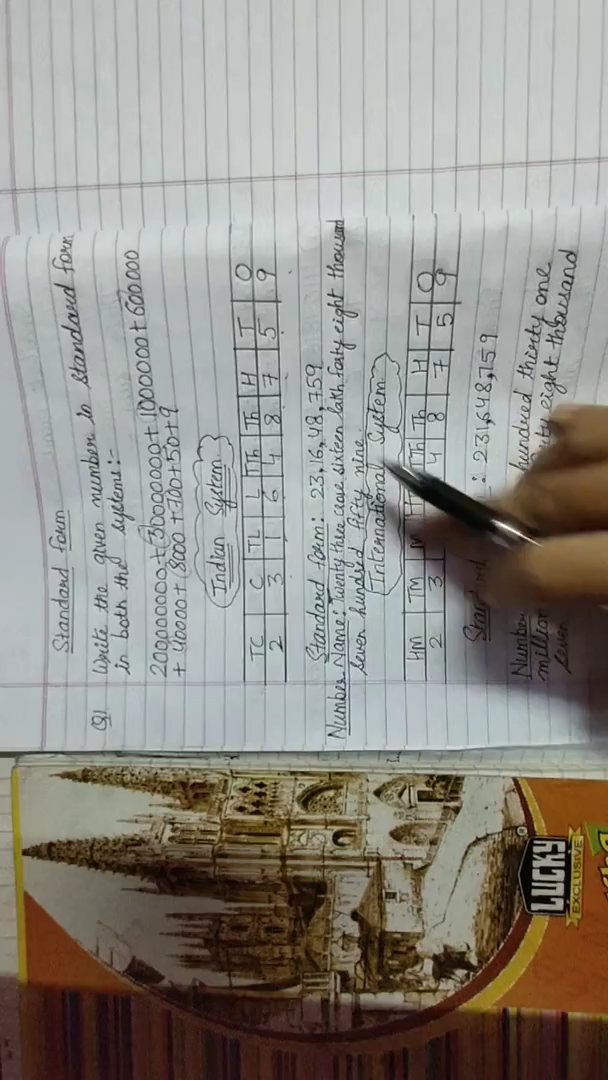 Standard form
Q1 Write the given number in standard form
in both the systems:-
200000000+30000000+1000000+600000
+40000+8000+700+50+9
Indian System
TC C TL L TTh Th H T O
2 3 1 6 4 8 7 5 9
Standard form: 23,16,48,759
Number Name: Twenty three crore sixteen lakh forty eight thousand
seven hundred fifty nine.
International System
HM TM M Th H T O
2 3 4 8 7 5 9
Stand : 231,648,759
Number hundred thirty one
million eight thousand
seven
LUCKY
EXCLUSIVE